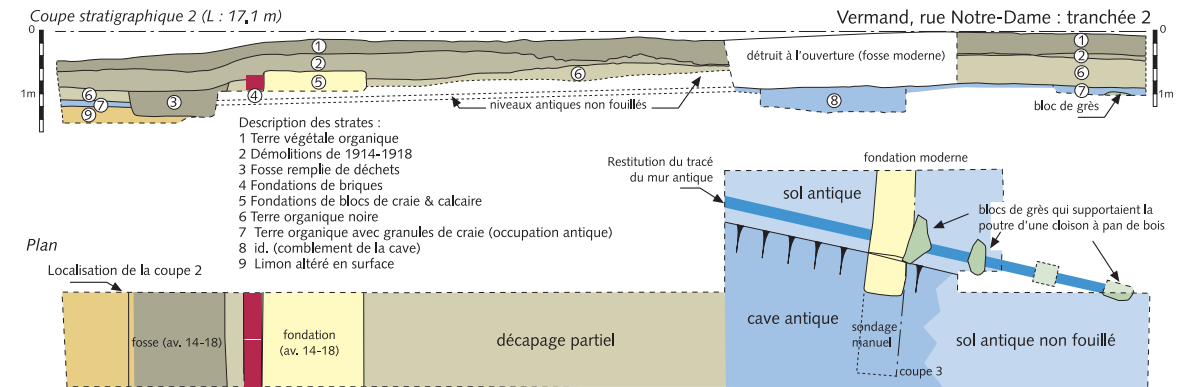 Coupe stratigraphique 2 (L : 17,1 m)
Vermand, rue Notre-Dame : tranchée 2
0
0
1
2
détruit à l'ouverture (fosse moderne)
1
2
6
5
6
6
7
3
4
9
8
7
1m
1m
niveaux antiques non fouillés
bloc de grès
Description des strates :
1 Terre végétale organique
2 Démolitions de 1914-1918
3 Fosse remplie de déchets
4 Fondations de briques
5 Fondations de blocs de craie & calcaire
6 Terre organique noire
7 Terre organique avec granules de craie (occupation antique)
8 id. (comblement de la cave)
9 Limon altéré en surface
Restitution du tracé
du mur antique
fondation moderne
sol antique
blocs de grès qui supportaient la
poutre d'une cloison à pan de bois
Plan
Localisation de la coupe 2
fosse (av. 14-18)
fondation
(av. 14-18)
décapage partiel
cave antique
sondage
manuel
sol antique non fouillé
coupe 3